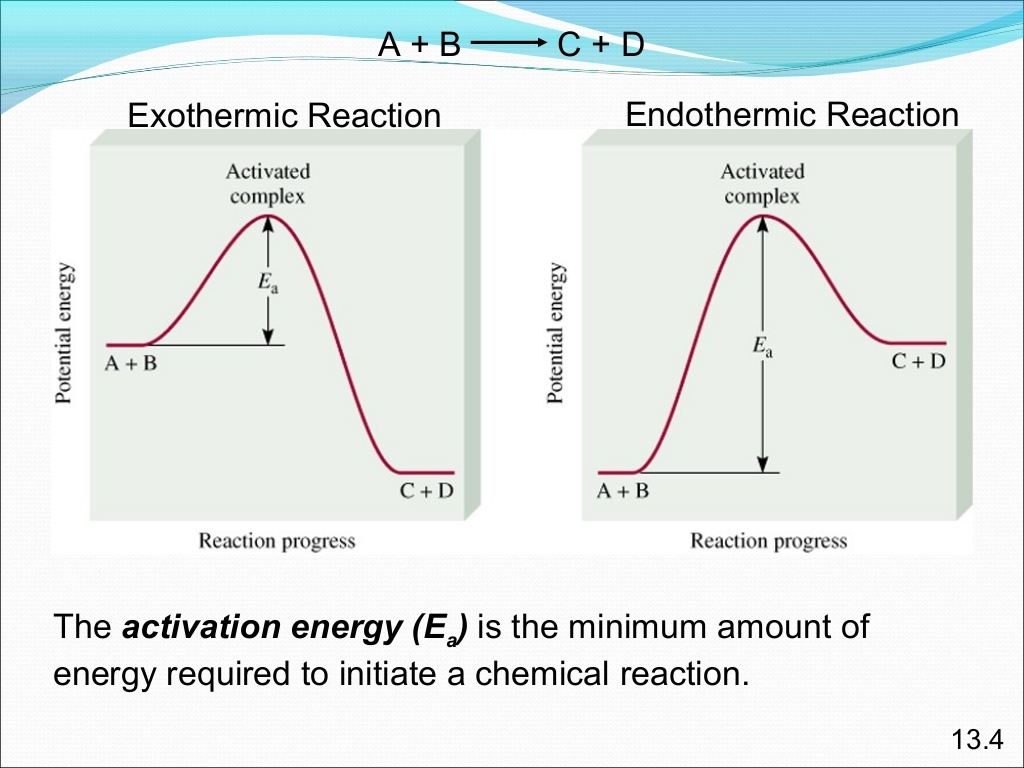 A + B ⟶ C + D
Exothermic Reaction
Endothermic Reaction
Activated
complex
Potential energy
Ea
A + B
C + D
Reaction progress
Activated
complex
Potential energy
Ea
C + D
A + B
Reaction progress
The activation energy (Ea) is the minimum amount of
energy required to initiate a chemical reaction.
13.4